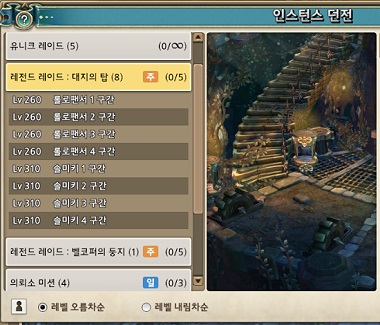 인스턴스 던전
유니크 레이드 (5) (0/∞)
레전드 레이드 : 대지의 탑 (8) 주 (0/5)
Lv 260 롤로팬서 1 구간
Lv 260 롤로팬서 2 구간
Lv 260 롤로팬서 3 구간
Lv 260 롤로팬서 4 구간
Lv 310 솔미키 1 구간
Lv 310 솔미키 2 구간
Lv 310 솔미키 3 구간
Lv 310 솔미키 4 구간
레전드 레이드 : 벨코퍼의 둥지 (1) 주 (0/5)
의뢰소 미션 (4) 일 (0/3)
레벨 오름차순 레벨 내림차순